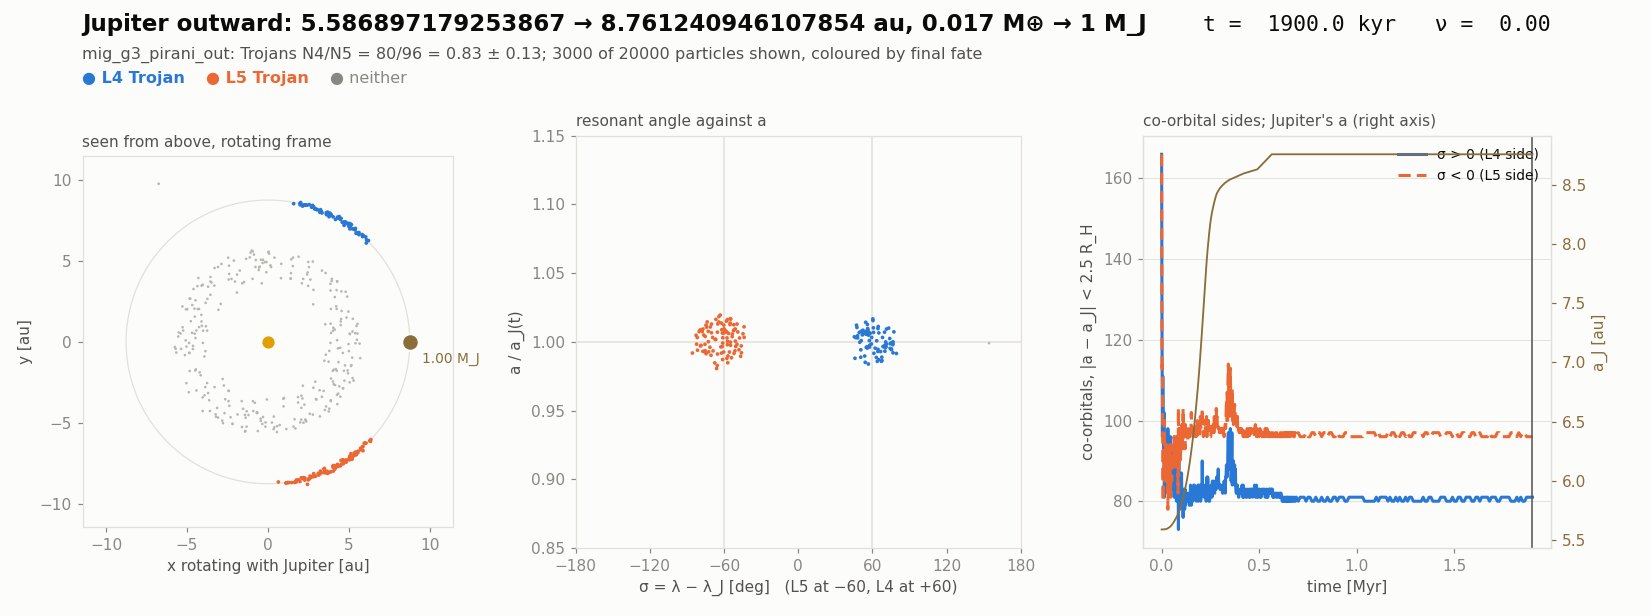 Jupiter outward: 5.586897179253867 → 8.761240946107854 au, 0.017 M⊕ → 1 M_J
t =  1900.0 kyr   ν =  0.00
mig_g3_pirani_out: Trojans N4/N5 = 80/96 = 0.83 ± 0.13; 3000 of 20000 particles shown, coloured by final fate
L4 Trojan   L5 Trojan   neither
seen from above, rotating frame
10
5
0
−5
−10
−10 −5 0 5 10
x rotating with Jupiter [au]
y [au]
1.00 M_J
resonant angle against a
1.15
1.10
1.05
1.00
0.95
0.90
0.85
−180 −120 −60 0 60 120 180
σ = λ − λ_J [deg]   (L5 at −60, L4 at +60)
a / a_J(t)
co-orbital sides; Jupiter's a (right axis)
σ > 0 (L4 side)
σ < 0 (L5 side)
160
140
120
100
80
0.0 0.5 1.0 1.5
time [Myr]
co-orbitals, |a − a_J| < 2.5 R_H
8.5
8.0
7.5
7.0
6.5
6.0
5.5
a_J [au]